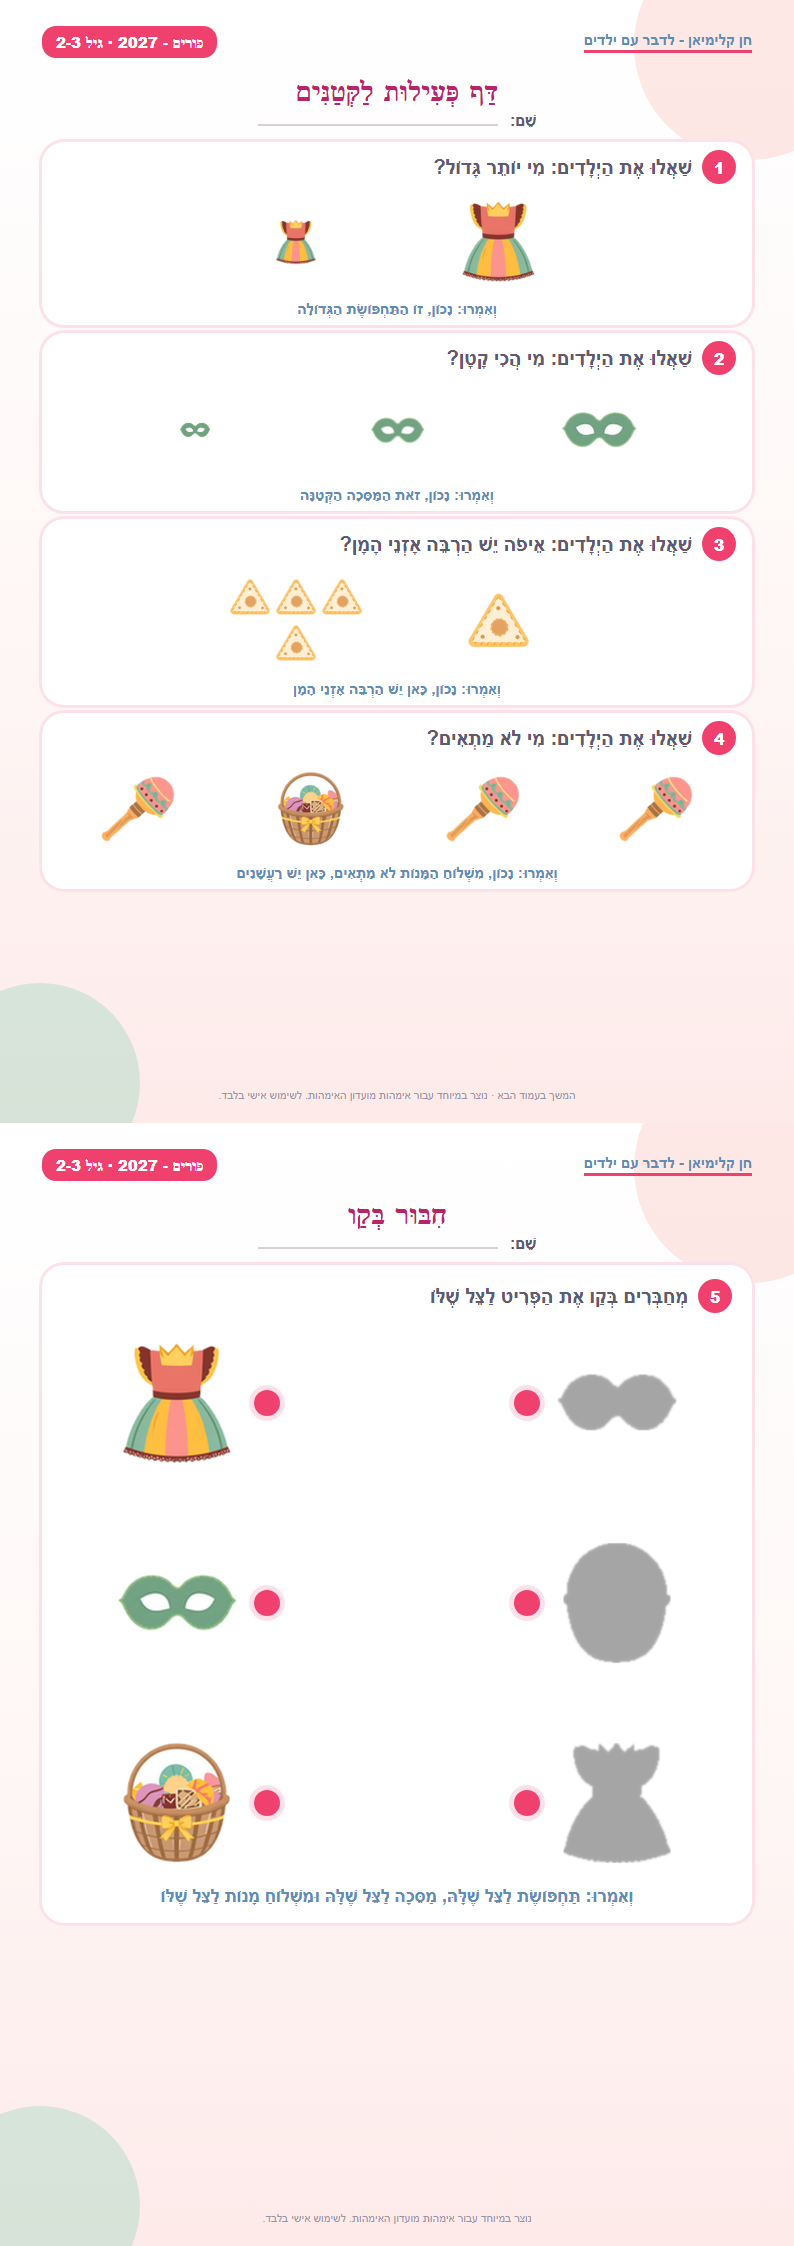 חן קלימיאן - לדבר עם ילדים
פורים - 2027 · גיל 2-3
דַּף פְּעִילוּת לַקְּטַנִּים
שֵׁם:
1
שַׁאֲלוּ אֶת הַיְלָדִים: מִי יוֹתֵר גָּדוֹל?
וְאִמְרוּ: נָכוֹן, זוֹ הַתַּחְפּוֹשֶׂת הַגְּדוֹלָה
2
שַׁאֲלוּ אֶת הַיְלָדִים: מִי הֲכִי קָטָן?
וְאִמְרוּ: נָכוֹן, זֹאת הַמַּסֵּכָה הַקְּטַנָּה
3
שַׁאֲלוּ אֶת הַיְלָדִים: אֵיפֹה יֵשׁ הַרְבֵּה אָזְנֵי הָמָן?
וְאִמְרוּ: נָכוֹן, כָּאן יֵשׁ הַרְבֵּה אָזְנֵי הָמָן
4
שַׁאֲלוּ אֶת הַיְלָדִים: מִי לֹא מַתְאִים?
וְאִמְרוּ: נָכוֹן, מִשְׁלוֹחַ הַמָּנוֹת לֹא מַתְאִים, כָּאן יֵשׁ רַעֲשָׁנִים
המשך בעמוד הבא · נוצר במיוחד עבור אימהות מועדון האימהות. לשימוש אישי בלבד.
חן קלימיאן - לדבר עם ילדים
פורים - 2027 · גיל 2-3
חִבּוּר בְּקַו
שֵׁם:
5
מְחַבְּרִים בְּקַו אֶת הַפְּרִיט לַצֵּל שֶׁלּוֹ
וְאִמְרוּ: תַּחְפּוֹשֶׂת לַצֵּל שֶׁלָּהּ, מַסֵּכָה לַצֵּל שֶׁלָּהּ וּמִשְׁלוֹחַ מָנוֹת לַצֵּל שֶׁלּוֹ
נוצר במיוחד עבור אימהות מועדון האימהות. לשימוש אישי בלבד.